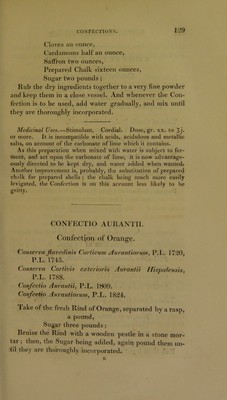 CONFECTIONS. 129
Cloves an ounce,
Cardamoms half an ounce,
Saffron two ounces,
Prepared Chalk sixteen ounces,
Sugar two pounds;
Rub the dry ingredients together to a very fine powder
and keep them in a close vessel. And whenever the Con-
fection is to be used, add water gradually, and mix until
they are thoroughly incorporated.
Medicinal Uses.—Stimulant. Cordial. Dose, gr. xx. to ʒj.
or more. It is incompatible with acids, acidulous and metallic
salts, on account of the carbonate of lime which it contains.
As this preparation when mixed with water is subject to fer-
ment, and act upon the carbonate of lime, it is now advantage-
ously directed to be kept dry, and water added when wanted.
Another improvement is, probably, the substitution of prepared
chalk for prepared shells; the chalk being much more easily
levigated, the Confection is on this account less likely to be
gritty.
CONFECTIO AURANTII.
Confection of Orange.
Conserva flavedinis Corticum Aurantiorum, P.L. 1720,
P.L. 1745.
Conserva Corticis exterioris Aurantii Hispalensis,
P.L. 1788.
Confectio Aurantii, P.L. 1809.
Confectio Aurantiorum, P.L. 1824.
Take of the fresh Rind of Orange, separated by a rasp,
a pound,
Sugar three pounds:
Bruise the Rind with a wooden pestle in a stone mor-
tar; then, the Sugar being added, again pound them un-
til they are thoroughly incorporated.